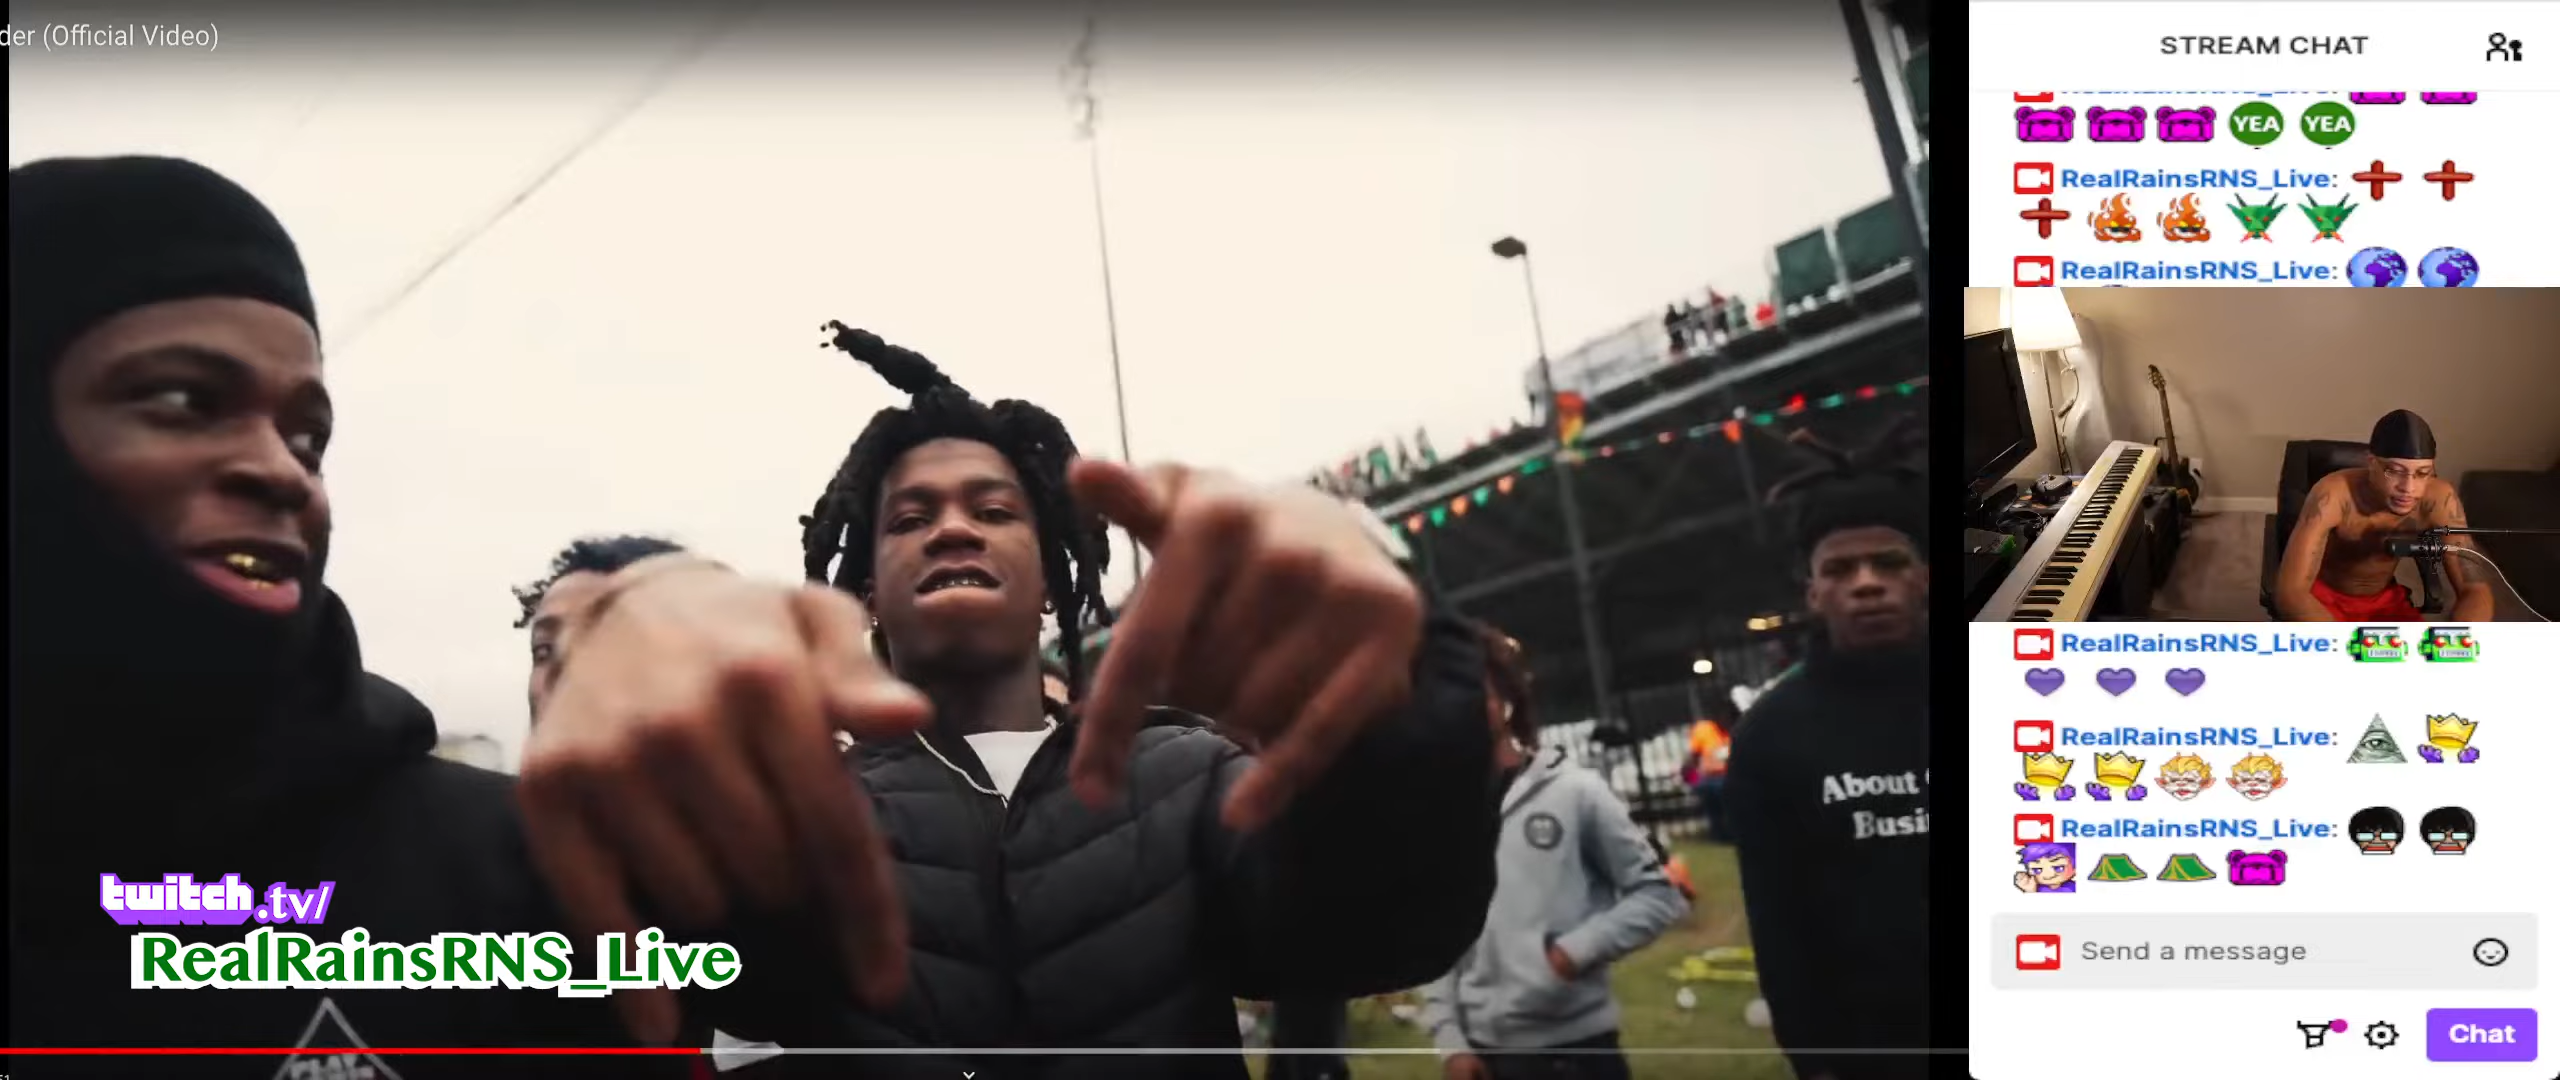 der (Official Video)
STREAM CHAT
YEA YEA
RealRainsRNS_Live:
RealRainsRNS_Live:
RealRainsRNS_Live:
RealRainsRNS_Live:
RealRainsRNS_Live:
About
Busi
twitch.tv/
RealRainsRNS_Live
Send a message
Chat